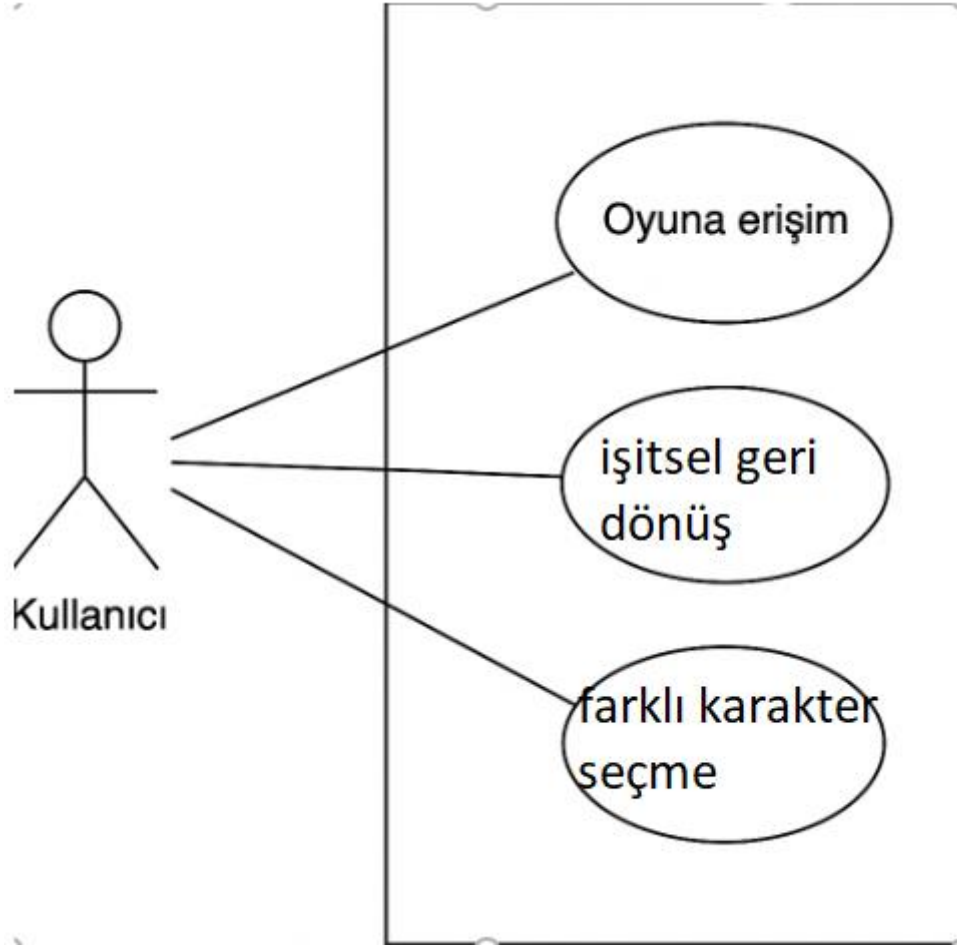 Oyuna erişim
işitsel geri
dönüş
Kullanıcı
farklı karakter
seçme